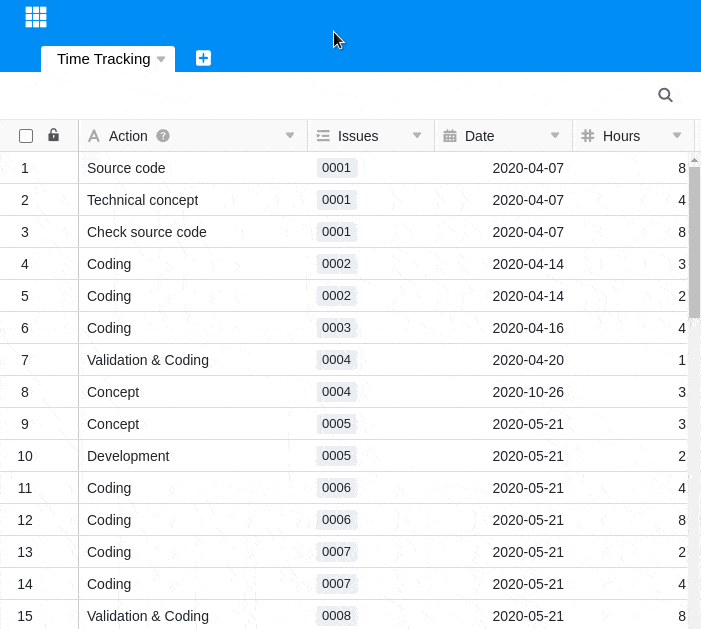 Time Tracking
Action ? Issues Date Hours
1 Source code 0001 2020-04-07 8
2 Technical concept 0001 2020-04-07 4
3 Check source code 0001 2020-04-07 8
4 Coding 0002 2020-04-14 3
5 Coding 0002 2020-04-14 2
6 Coding 0003 2020-04-16 4
7 Validation & Coding 0004 2020-04-20 1
8 Concept 0004 2020-10-26 3
9 Concept 0005 2020-05-21 3
10 Development 0005 2020-05-21 2
11 Coding 0006 2020-05-21 4
12 Coding 0006 2020-05-21 8
13 Coding 0007 2020-05-21 2
14 Coding 0007 2020-05-21 4
15 Validation & Coding 0008 2020-05-21 8